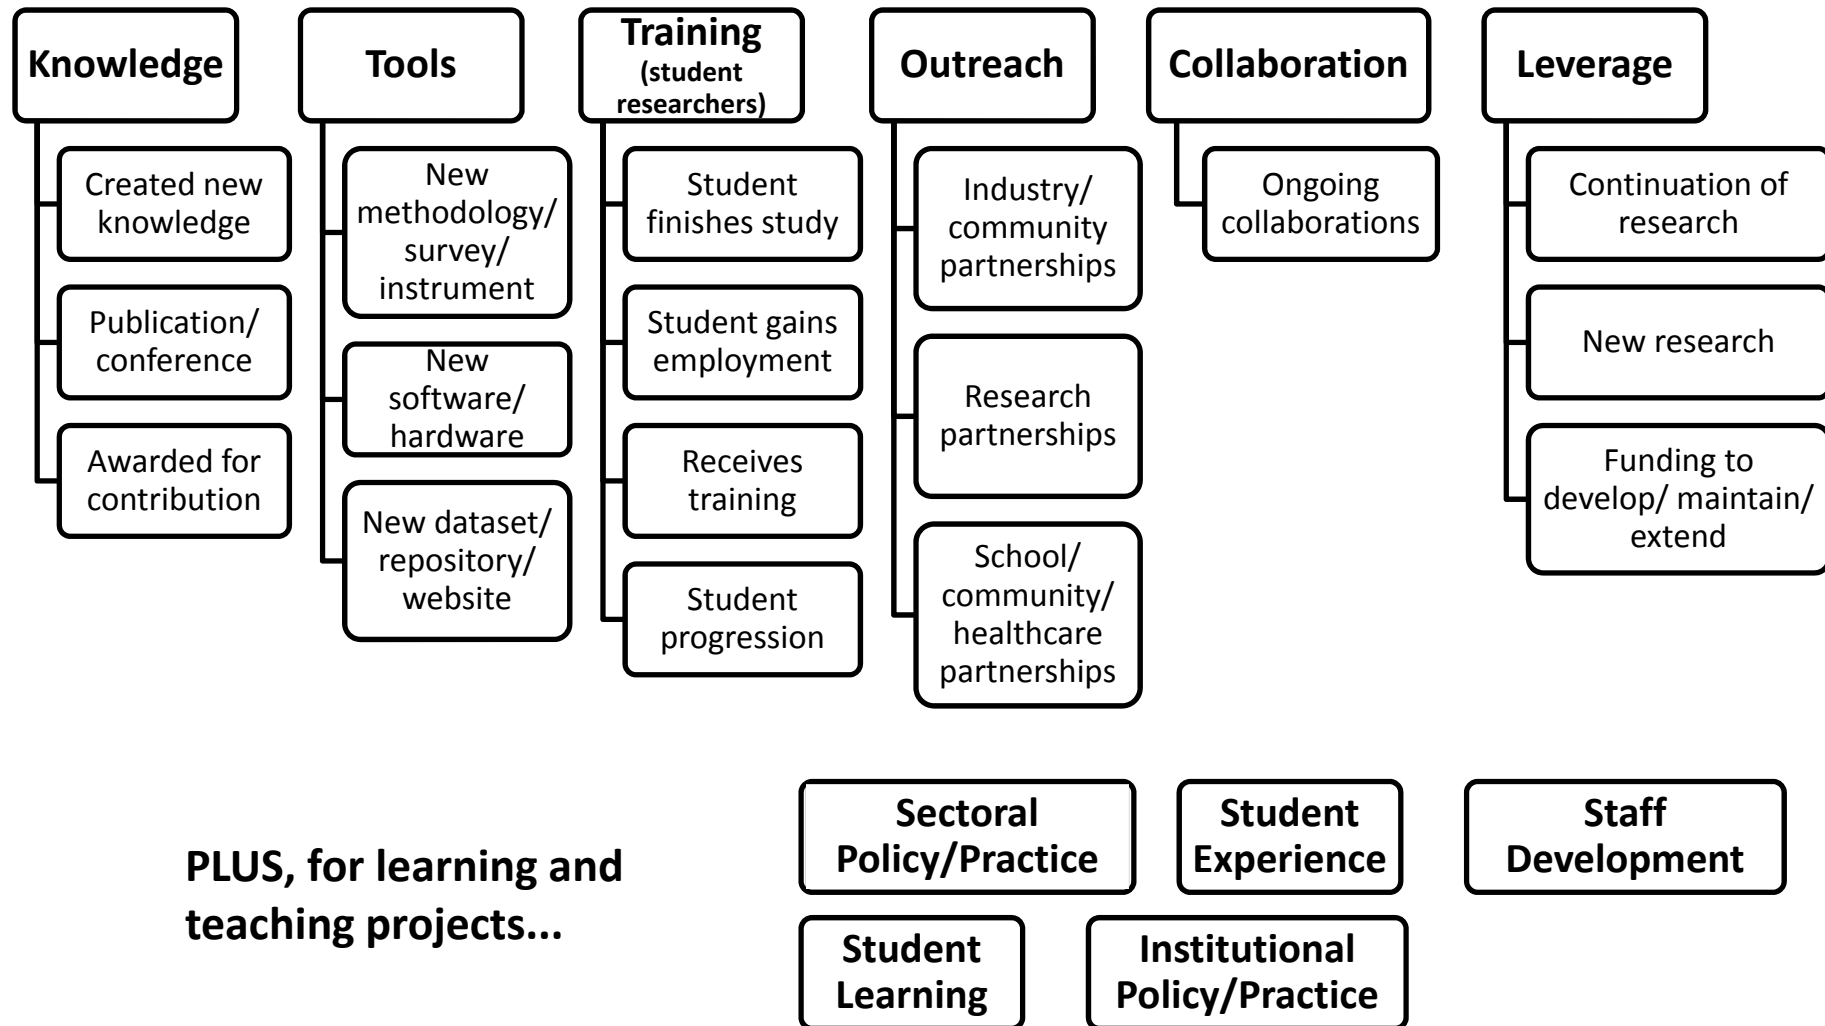 Knowledge
Created new
knowledge
Publication/
conference
Awarded for
contribution
Tools
New
methodology/
survey/
instrument
New
software/
hardware
New dataset/
repository/
website
Training
(student
researchers)
Student
finishes study
Student gains
employment
Receives
training
Student
progression
Outreach
Industry/
community
partnerships
Research
partnerships
School/
community/
healthcare
partnerships
Collaboration
Ongoing
collaborations
Leverage
Continuation of
research
New research
Funding to
develop/ maintain/
extend
PLUS, for learning and
teaching projects...
Sectoral
Policy/Practice
Student
Experience
Staff
Development
Student
Learning
Institutional
Policy/Practice